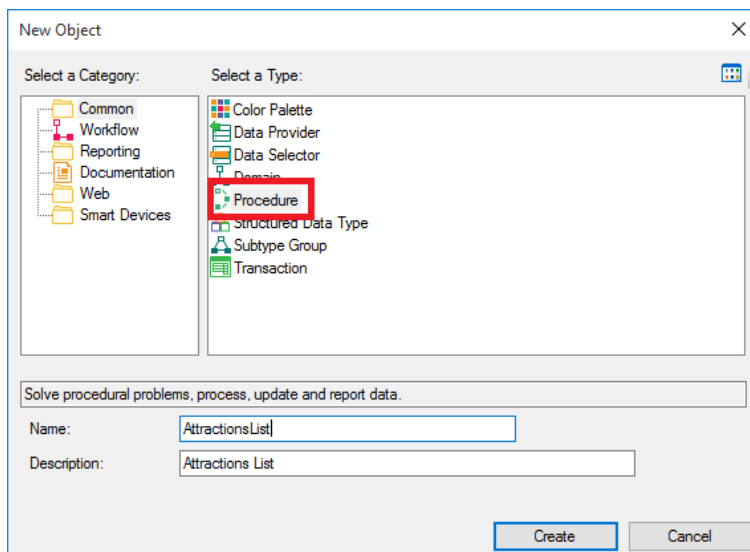 New Object
Select a Category:
Select a Type:
Common
Workflow
Reporting
Documentation
Web
Smart Devices
Color Palette
Data Provider
Data Selector
Domain
Procedure
Structured Data Type
Subtype Group
Transaction
Solve procedural problems, process, update and report data.
Name:
AttractionsList
Description:
Attractions List
Create
Cancel